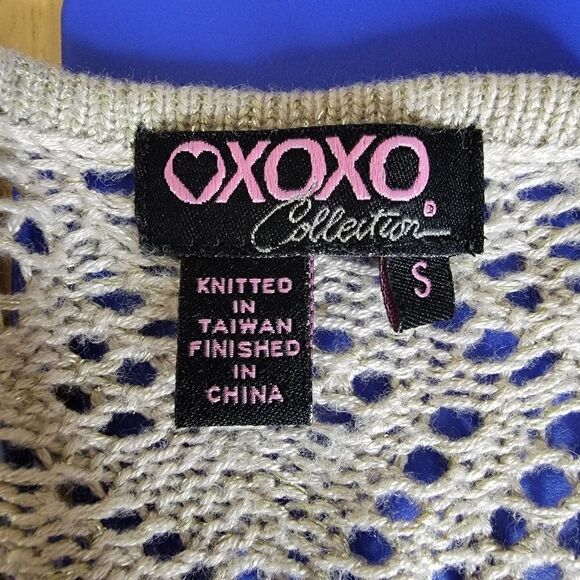 OXOXO
Collection
®
S
KNITTED
IN
TAIWAN
FINISHED
IN
CHINA